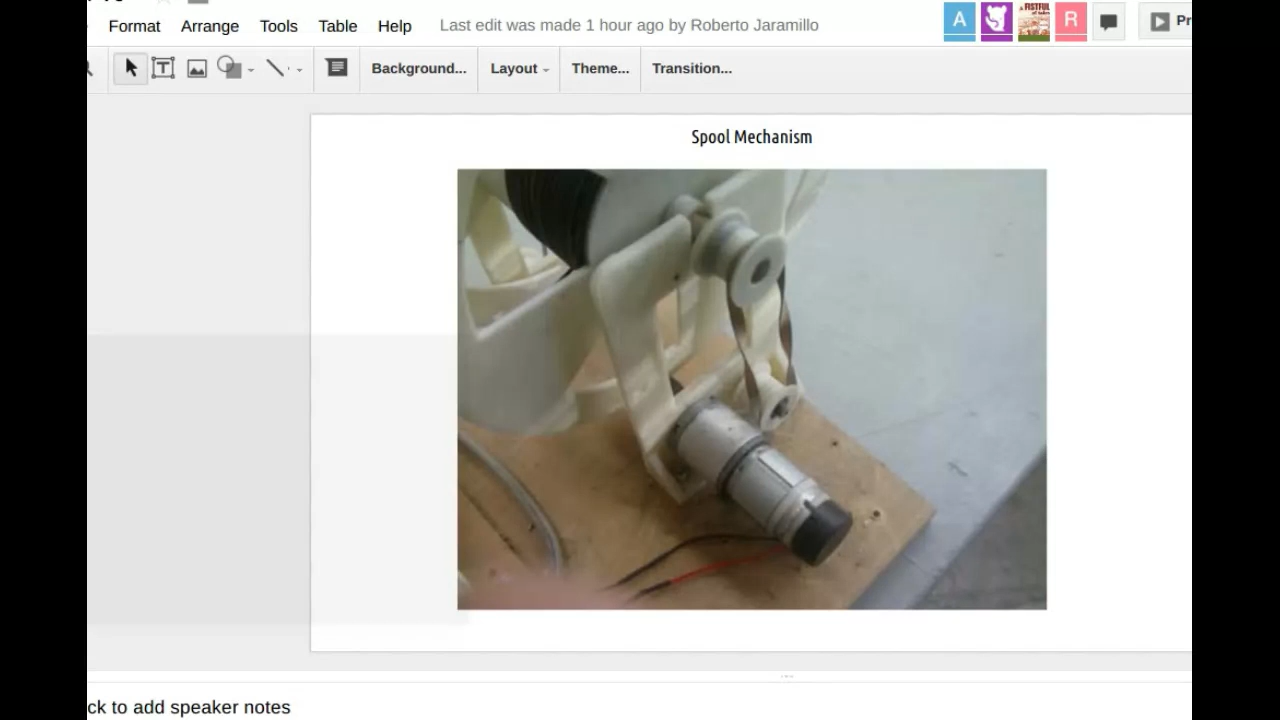 Format Arrange Tools Table Help Last edit was made 1 hour ago by Roberto Jaramillo A R Pr
Background... Layout Theme... Transition...
Spool Mechanism
ck to add speaker notes